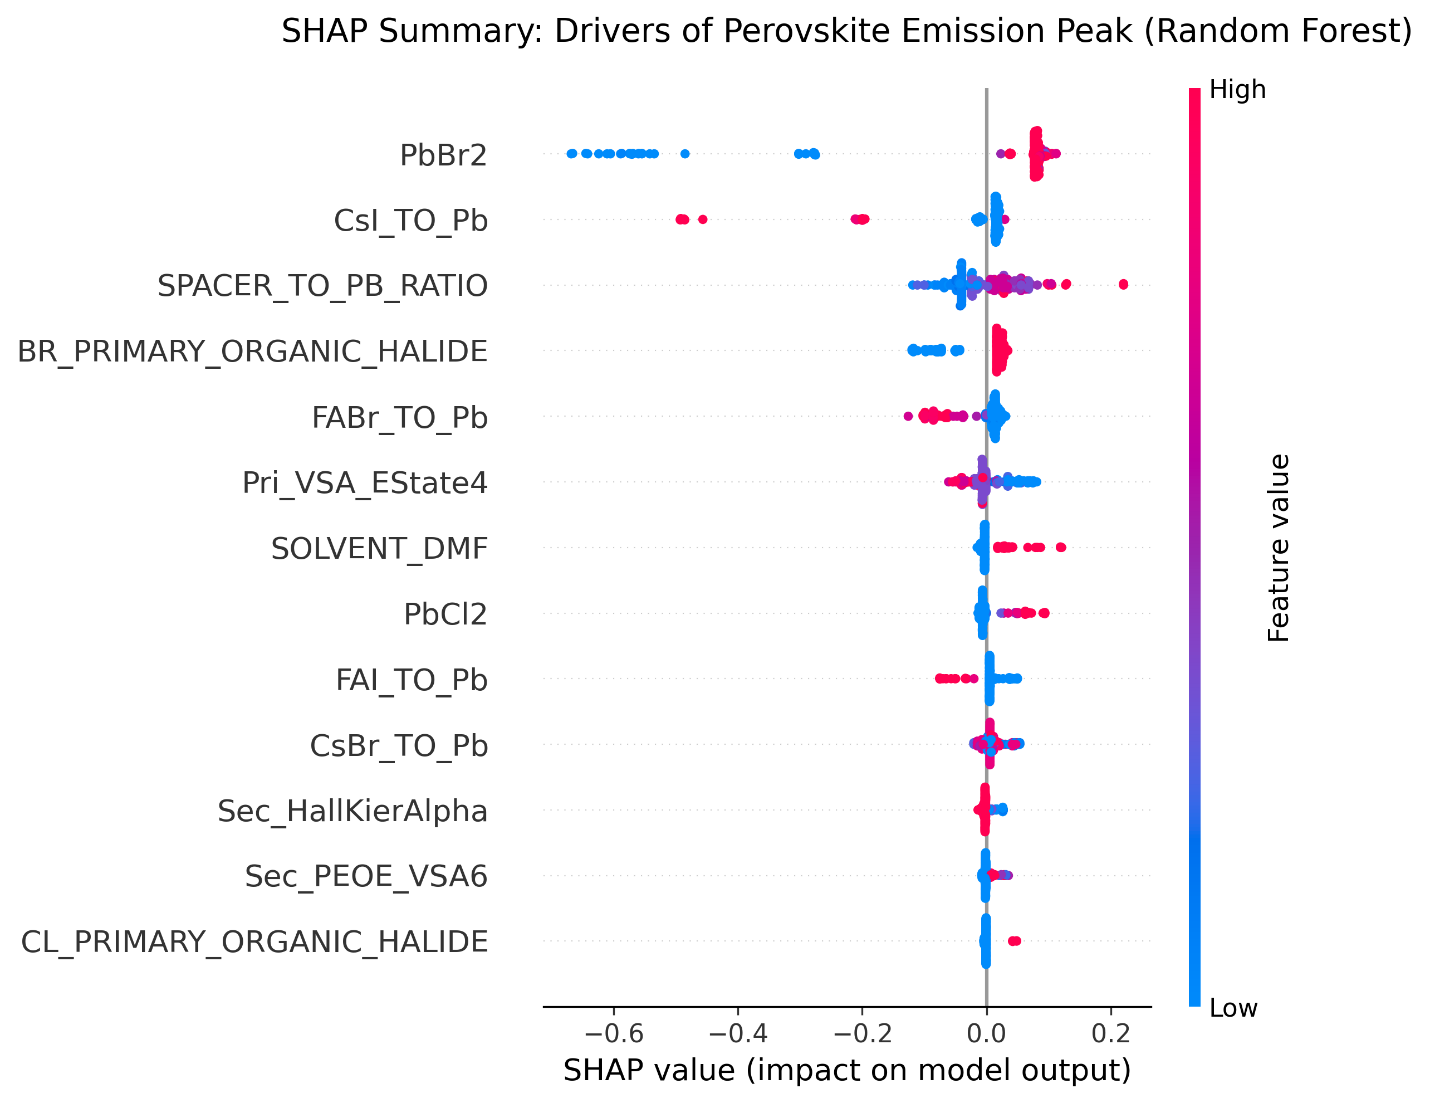 SHAP Summary: Drivers of Perovskite Emission Peak (Random Forest)
High
PbBr2
CsI_TO_Pb
SPACER_TO_PB_RATIO
BR_PRIMARY_ORGANIC_HALIDE
FABr_TO_Pb
Pri_VSA_EState4
SOLVENT_DMF
PbCl2
FAI_TO_Pb
CsBr_TO_Pb
Sec_HallKierAlpha
Sec_PEOE_VSA6
CL_PRIMARY_ORGANIC_HALIDE
Feature value
Low
−0.6 −0.4 −0.2 0.0 0.2
SHAP value (impact on model output)